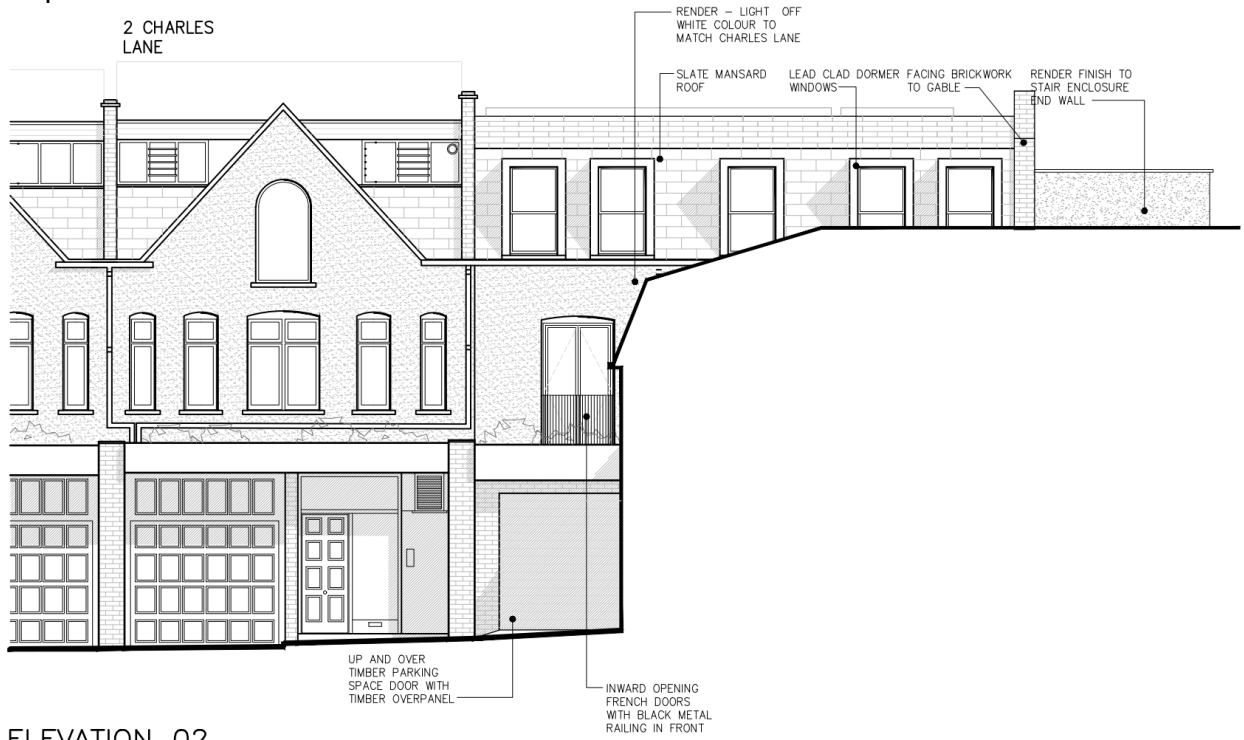 2 CHARLES
LANE
RENDER – LIGHT OFF
WHITE COLOUR TO
MATCH CHARLES LANE
SLATE MANSARD
ROOF
LEAD CLAD DORMER
WINDOWS
FACING BRICKWORK
TO GABLE
RENDER FINISH TO
STAIR ENCLOSURE
END WALL
UP AND OVER
TIMBER PARKING
SPACE DOOR WITH
TIMBER OVERPANEL
INWARD OPENING
FRENCH DOORS
WITH BLACK METAL
RAILING IN FRONT
ELEVATION 02